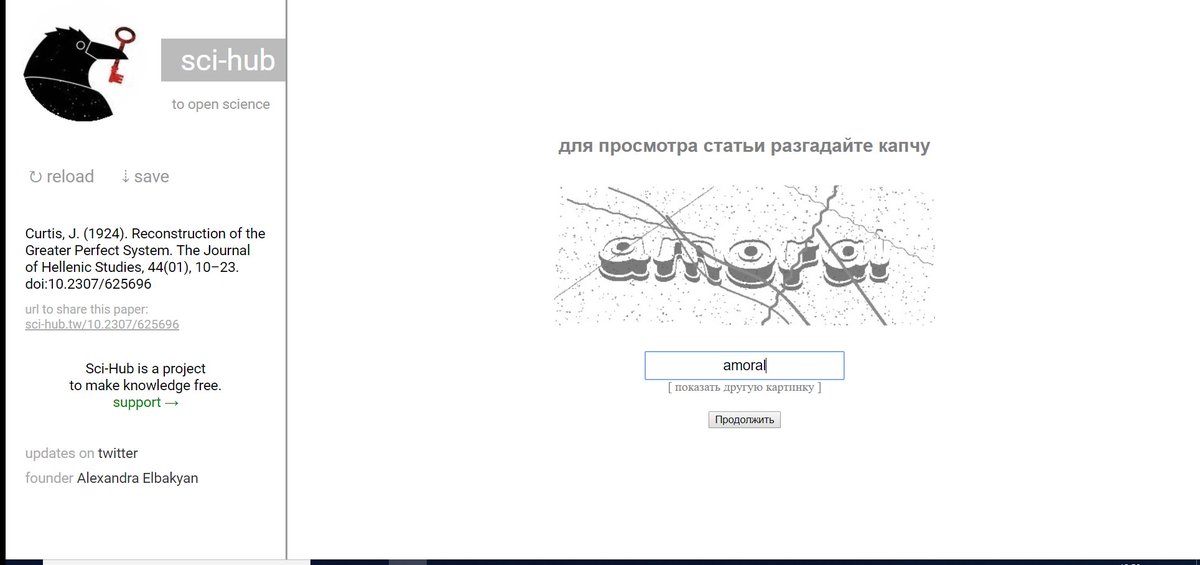 sci-hub
to open science
↻ reload ↓ save
Curtis, J. (1924). Reconstruction of the
Greater Perfect System. The Journal
of Hellenic Studies, 44(01), 10–23.
doi:10.2307/625696
url to share this paper:
sci-hub.tw/10.2307/625696
Sci-Hub is a project
to make knowledge free.
support →
updates on twitter
founder Alexandra Elbakyan
для просмотра статьи разгадайте капчу
amoral
amoral
[ показать другую картинку ]
Продолжить